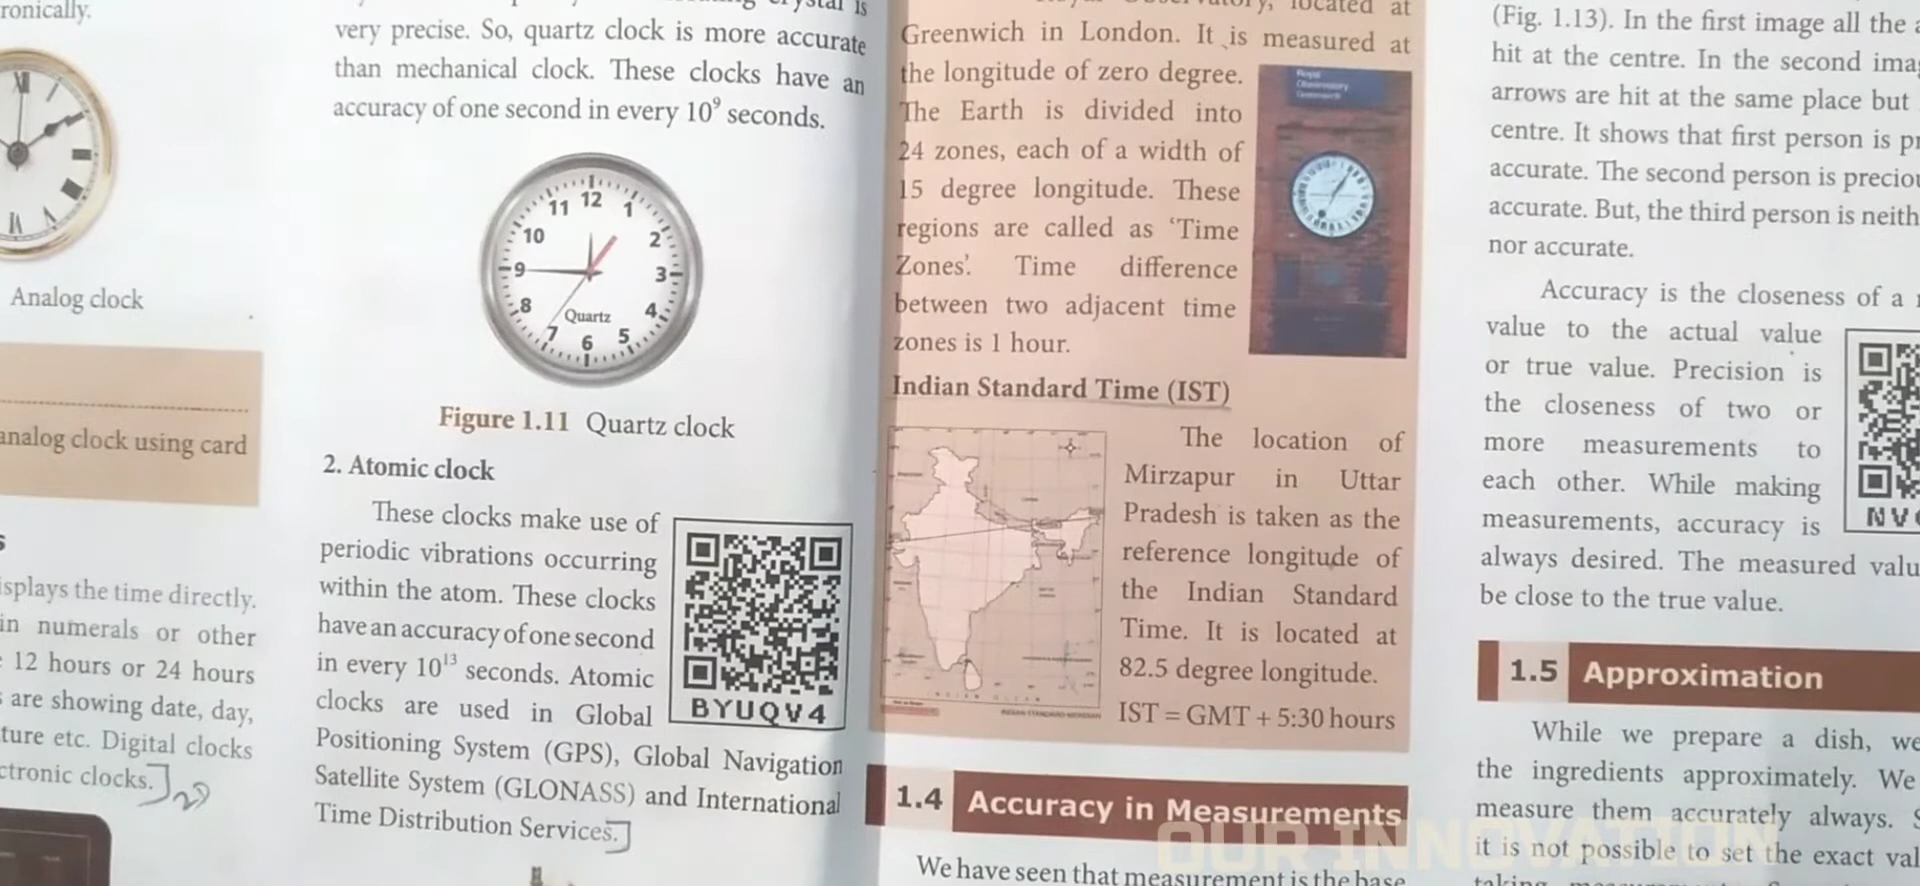 ronically.
Analog clock
analog clock using card
splays the time directly.
in numerals or other
12 hours or 24 hours
are showing date, day,
ture etc. Digital clocks
ctronic clocks.
crystal is
very precise. So, quartz clock is more accurate
than mechanical clock. These clocks have an
accuracy of one second in every 10⁹ seconds.
12
11
1
10
2
9
3
8
4
Quartz
7
6
5
Figure 1.11 Quartz clock
2. Atomic clock
These clocks make use of
periodic vibrations occurring
within the atom. These clocks
have an accuracy of one second
in every 10¹³ seconds. Atomic
clocks are used in Global
Positioning System (GPS), Global Navigation
Satellite System (GLONASS) and International
Time Distribution Services.
BYUQV4
located at
Greenwich in London. It is measured at
the longitude of zero degree.
The Earth is divided into
24 zones, each of a width of
15 degree longitude. These
regions are called as ‘Time
Zones’. Time difference
between two adjacent time
zones is 1 hour.
Royal
Observatory
Greenwich
Indian Standard Time (IST)
The location of
Mirzapur in Uttar
Pradesh is taken as the
reference longitude of
the Indian Standard
Time. It is located at
82.5 degree longitude.
IST = GMT + 5:30 hours
INDIAN STANDARD MERIDIAN
1.4 Accuracy in Measurements
We have seen that measurement is the base
(Fig. 1.13). In the first image all the
hit at the centre. In the second
arrows are hit at the same place but
centre. It shows that first person is
accurate. The second person is
accurate. But, the third person is
nor accurate.
Accuracy is the closeness of a
value to the actual value
or true value. Precision is
the closeness of two or
more measurements to
each other. While making
measurements, accuracy is
always desired. The measured
be close to the true value.
NV
1.5 Approximation
While we prepare a dish, we
the ingredients approximately. We
measure them accurately always.
it is not possible to set the exact
OUR INNOVATION